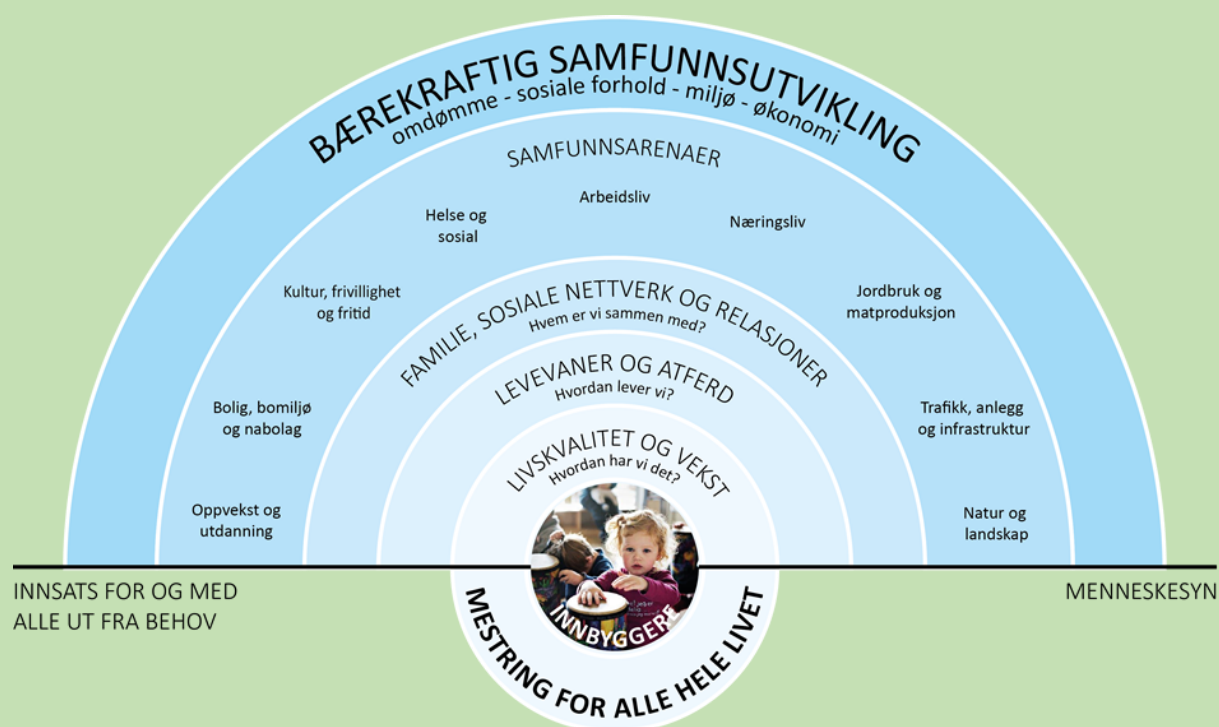 BÆREKRAFTIG SAMFUNNSUTVIKLING
omdømme - sosiale forhold - miljø - økonomi
SAMFUNNSARENAER
Arbeidsliv
Helse og
sosial
Næringsliv
Kultur, frivillighet
og fritid
Jordbruk og
matproduksjon
FAMILIE, SOSIALE NETTVERK OG RELASJONER
Hvem er vi sammen med?
LEVEVANER OG ATFERD
Hvordan lever vi?
Bolig, bomiljø
og nabolag
Trafikk, anlegg
og infrastruktur
LIVSKVALITET OG VEKST
Hvordan har vi det?
Oppvekst og
utdanning
Natur og
landskap
INNSATS FOR OG MED
ALLE UT FRA BEHOV
MENNESKESYN
INNBYGGERE
MESTRING FOR ALLE HELE LIVET